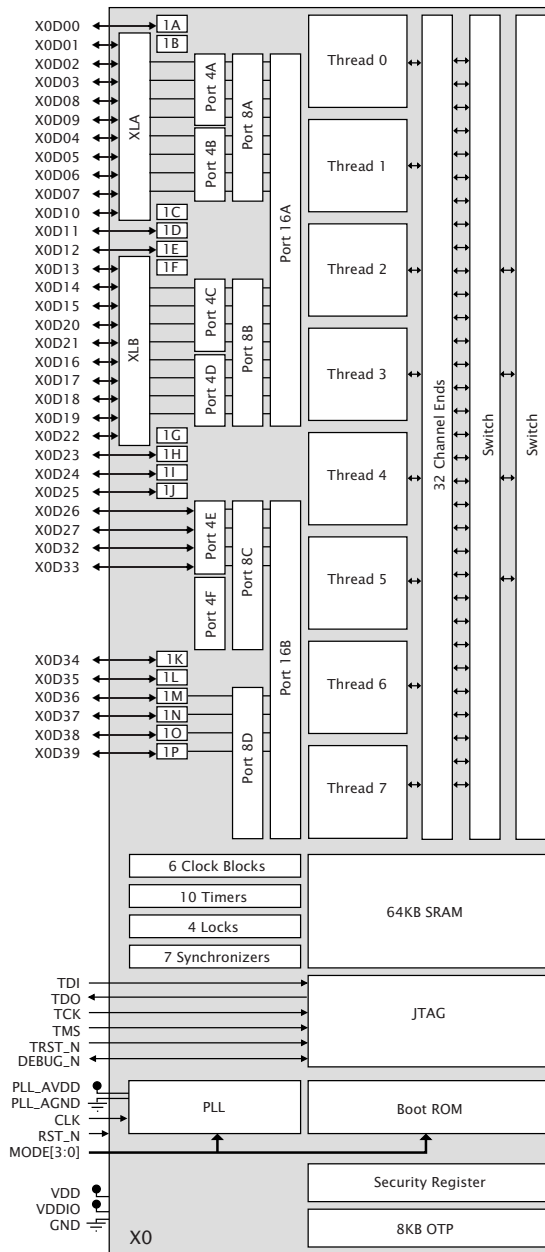 X0D00
X0D01
X0D02
X0D03
X0D08
X0D09
X0D04
X0D05
X0D06
X0D07
X0D10
X0D11
X0D12
X0D13
X0D14
X0D15
X0D20
X0D21
X0D16
X0D17
X0D18
X0D19
X0D22
X0D23
X0D24
X0D25
X0D26
X0D27
X0D32
X0D33
X0D34
X0D35
X0D36
X0D37
X0D38
X0D39
XLA
XLB
1A
1B
1C
1D
1E
1F
1G
1H
1I
1J
1K
1L
1M
1N
1O
1P
Port 4A
Port 4B
Port 4C
Port 4D
Port 4E
Port 4F
Port 8A
Port 8B
Port 8C
Port 8D
Port 16A
Port 16B
Thread 0
Thread 1
Thread 2
Thread 3
Thread 4
Thread 5
Thread 6
Thread 7
32 Channel Ends
Switch
Switch
6 Clock Blocks
10 Timers
4 Locks
7 Synchronizers
64KB SRAM
TDI
TDO
TCK
TMS
TRST_N
DEBUG_N
JTAG
PLL_AVDD
PLL_AGND
CLK
RST_N
MODE[3:0]
PLL
Boot ROM
VDD
VDDIO
GND
Security Register
8KB OTP
X0